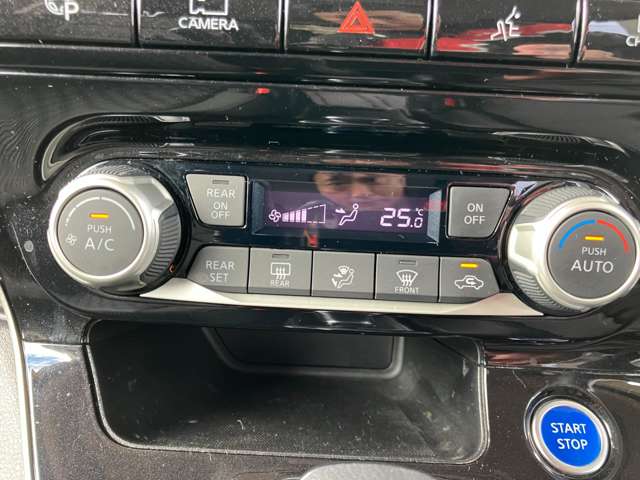 P
CAMERA
REAR
ON
OFF
25.0 °C
ON
OFF
PUSH
A/C
PUSH
AUTO
REAR
SET
REAR
FRONT
START
STOP